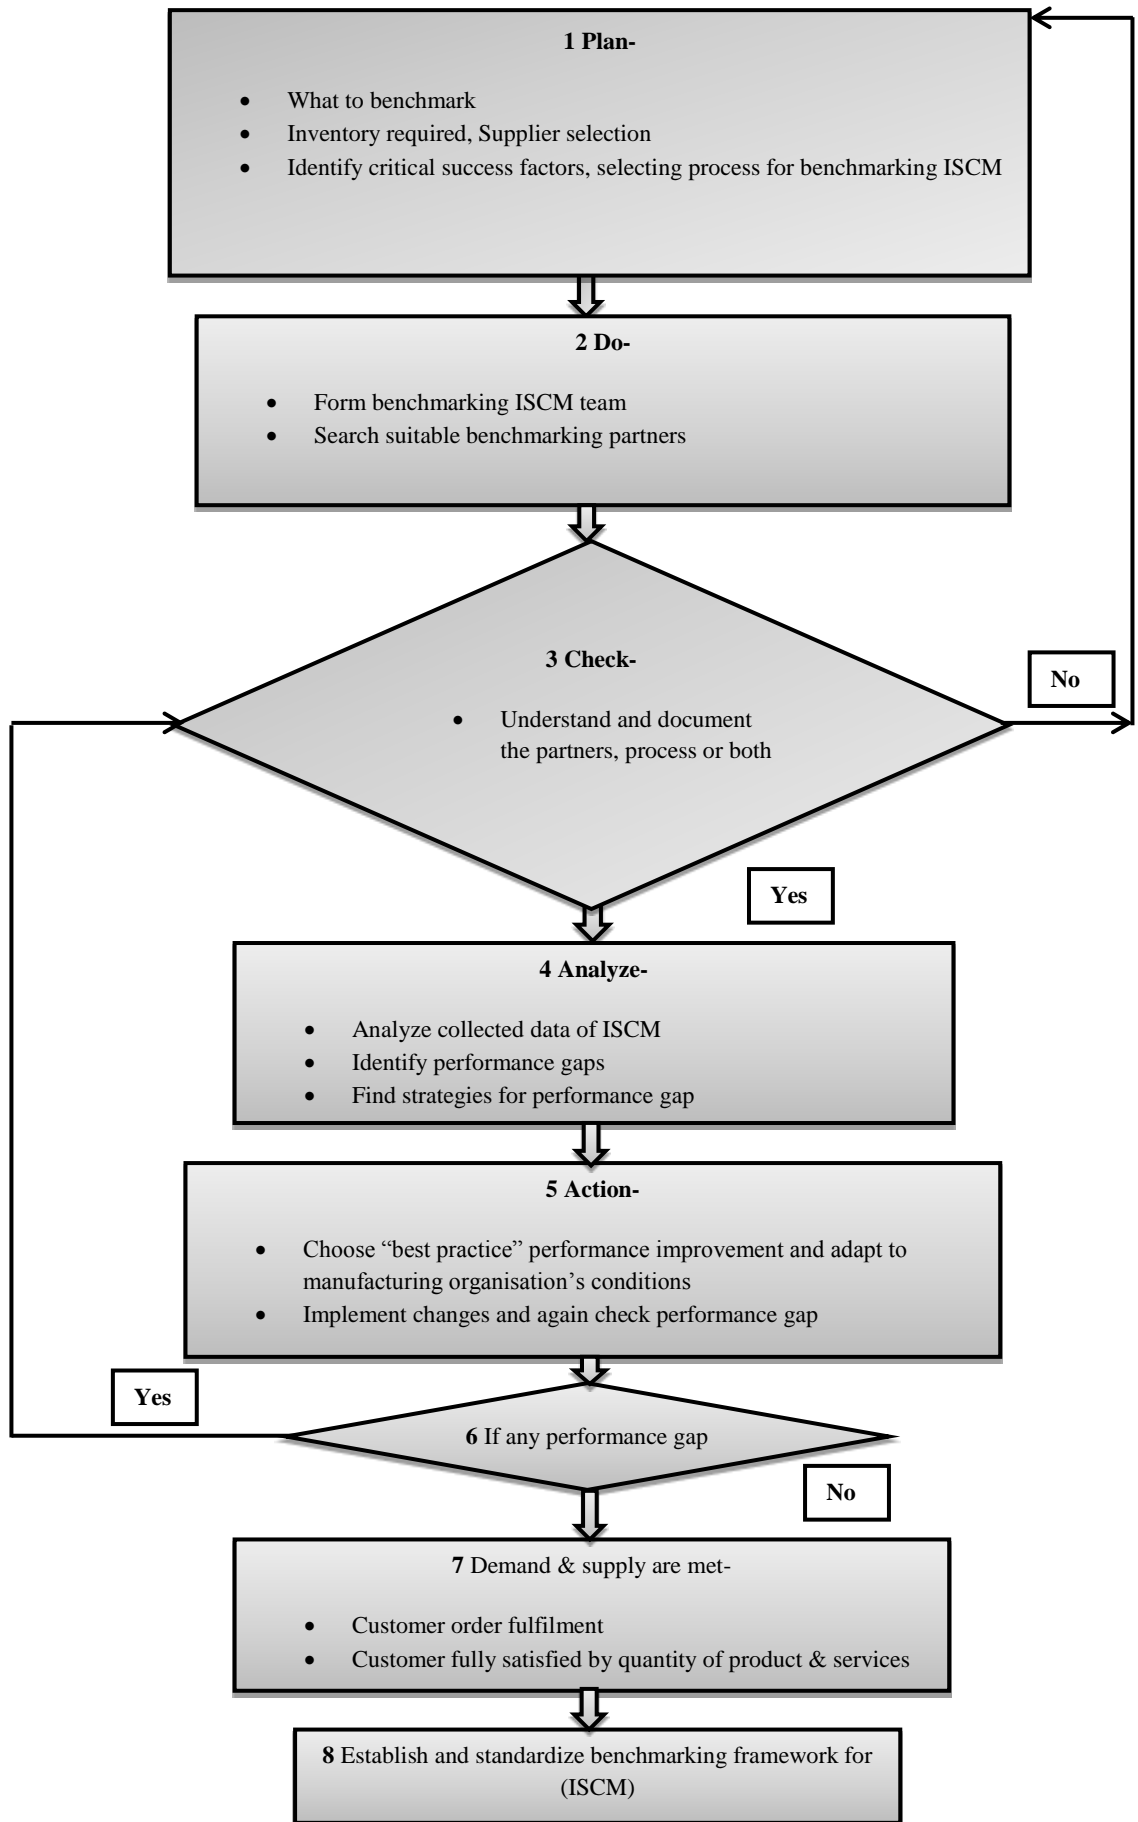 1 Plan-
• What to benchmark
• Inventory required, Supplier selection
• Identify critical success factors, selecting process for benchmarking ISCM
2 Do-
• Form benchmarking ISCM team
• Search suitable benchmarking partners
3 Check-
• Understand and document
the partners, process or both
No
Yes
4 Analyze-
• Analyze collected data of ISCM
• Identify performance gaps
• Find strategies for performance gap
5 Action-
• Choose “best practice” performance improvement and adapt to
manufacturing organisation’s conditions
• Implement changes and again check performance gap
Yes
6 If any performance gap
No
7 Demand & supply are met-
• Customer order fulfilment
• Customer fully satisfied by quantity of product & services
8 Establish and standardize benchmarking framework for
(ISCM)